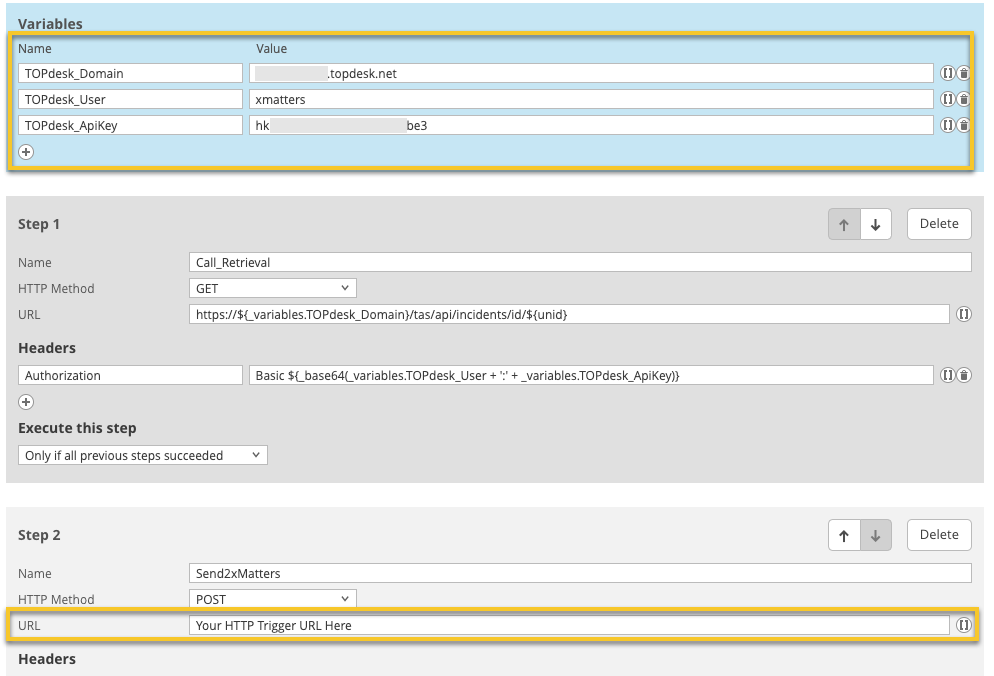 Variables
Name Value
TOPdesk_Domain .topdesk.net
TOPdesk_User xmatters
TOPdesk_ApiKey hk be3
Step 1 Delete
Name Call_Retrieval
HTTP Method GET
URL https://${_variables.TOPdesk_Domain}/tas/api/incidents/id/${unid}
Headers
Authorization Basic ${_base64(_variables.TOPdesk_User + ':' + _variables.TOPdesk_ApiKey)}
Execute this step
Only if all previous steps succeeded
Step 2 Delete
Name Send2xMatters
HTTP Method POST
URL Your HTTP Trigger URL Here
Headers